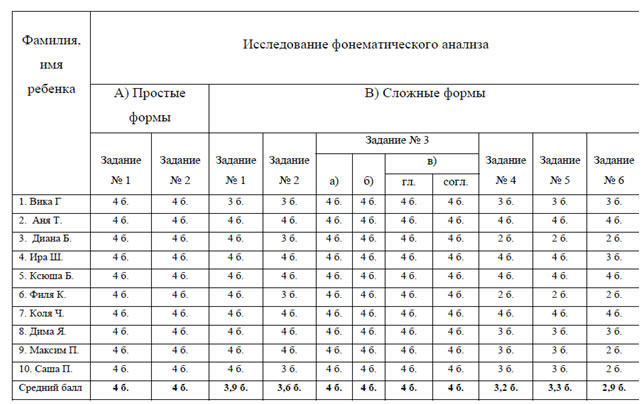 Фамилия, имя ребенка
Исследование фонематического анализа
А) Простые формы
В) Сложные формы
Задание № 1
Задание № 2
Задание № 1
Задание № 2
Задание № 3
а)
б)
в)
гл.
согл.
Задание № 4
Задание № 5
Задание № 6
1. Вика Г 4 б. 4 б. 3 б. 3 б. 4 б. 4 б. 4 б. 4 б. 3 б. 3 б. 3 б.
2. Аня Т. 4 б. 4 б. 4 б. 4 б. 4 б. 4 б. 4 б. 4 б. 4 б. 4 б. 4 б.
3. Диана Б. 4 б. 4 б. 4 б. 3 б. 4 б. 4 б. 4 б. 4 б. 2 б. 2 б. 2 б.
4. Ира Ш. 4 б. 4 б. 4 б. 4 б. 4 б. 4 б. 4 б. 4 б. 4 б. 4 б. 3 б.
5. Ксюша Б. 4 б. 4 б. 4 б. 4 б. 4 б. 4 б. 4 б. 4 б. 4 б. 4 б. 4 б.
6. Филя К. 4 б. 4 б. 4 б. 3 б. 4 б. 4 б. 4 б. 4 б. 2 б. 2 б. 2 б.
7. Коля Ч. 4 б. 4 б. 4 б. 4 б. 4 б. 4 б. 4 б. 4 б. 4 б. 4 б. 4 б.
8. Дима Я. 4 б. 4 б. 4 б. 4 б. 4 б. 4 б. 4 б. 4 б. 3 б. 3 б. 3 б.
9. Максим П. 4 б. 4 б. 4 б. 4 б. 4 б. 4 б. 4 б. 4 б. 3 б. 3 б. 2 б.
10. Саша П. 4 б. 4 б. 4 б. 3 б. 4 б. 4 б. 4 б. 4 б. 3 б. 3 б. 2 б.
Средний балл 4 б. 4 б. 3,9 б. 3,6 б. 4 б. 4 б. 4 б. 4 б. 3,2 б. 3,3 б. 2,9 б.